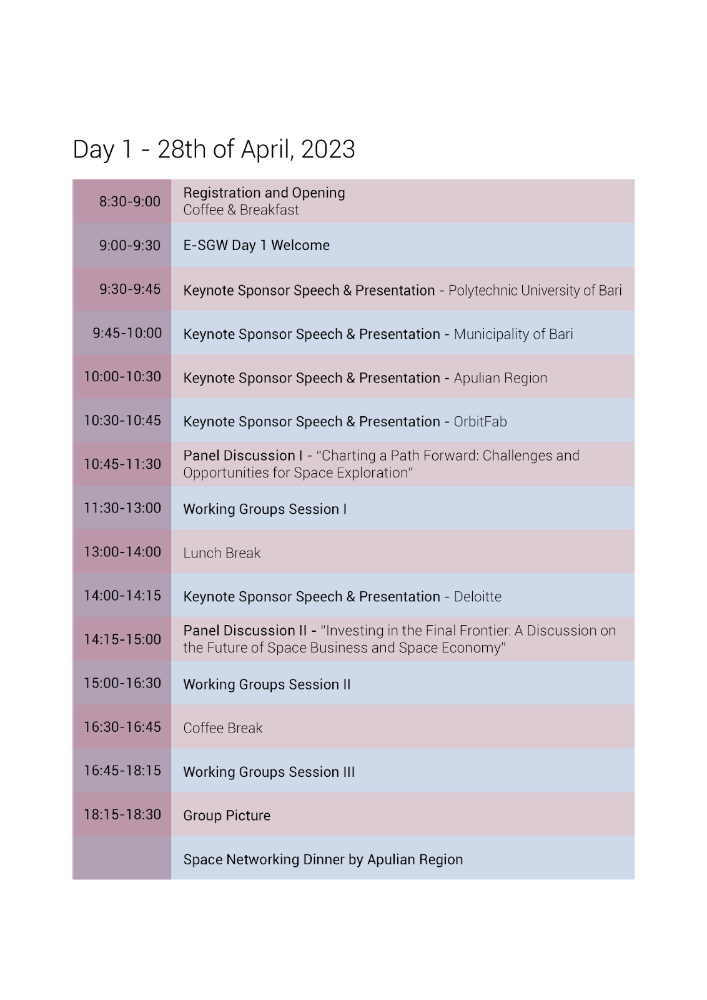 Day 1 - 28th of April, 2023
8:30-9:00
Registration and Opening
Coffee & Breakfast
9:00-9:30
E-SGW Day 1 Welcome
9:30-9:45
Keynote Sponsor Speech & Presentation - Polytechnic University of Bari
9:45-10:00
Keynote Sponsor Speech & Presentation - Municipality of Bari
10:00-10:30
Keynote Sponsor Speech & Presentation - Apulian Region
10:30-10:45
Keynote Sponsor Speech & Presentation - OrbitFab
10:45-11:30
Panel Discussion I - “Charting a Path Forward: Challenges and
Opportunities for Space Exploration”
11:30-13:00
Working Groups Session I
13:00-14:00
Lunch Break
14:00-14:15
Keynote Sponsor Speech & Presentation - Deloitte
14:15-15:00
Panel Discussion II - “Investing in the Final Frontier: A Discussion on
the Future of Space Business and Space Economy”
15:00-16:30
Working Groups Session II
16:30-16:45
Coffee Break
16:45-18:15
Working Groups Session III
18:15-18:30
Group Picture
Space Networking Dinner by Apulian Region